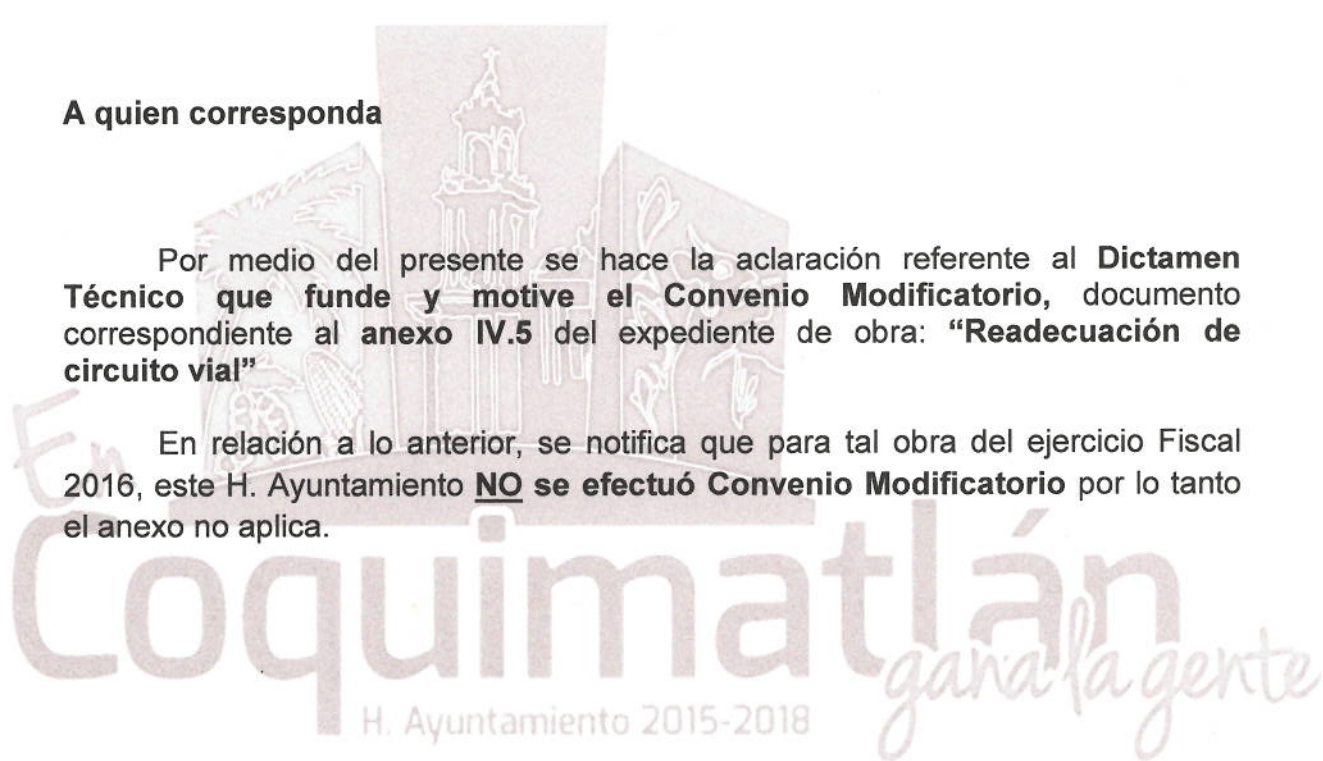 A quien corresponda
Por medio del presente se hace la aclaración referente al Dictamen
Técnico que funde y motive el Convenio Modificatorio, documento
correspondiente al anexo IV.5 del expediente de obra: “Readecuación de
circuito vial”
En relación a lo anterior, se notifica que para tal obra del ejercicio Fiscal
2016, este H. Ayuntamiento NO se efectuó Convenio Modificatorio por lo tanto
el anexo no aplica.
En
Coquimatlán
gana la gente
H. Ayuntamiento 2015-2018